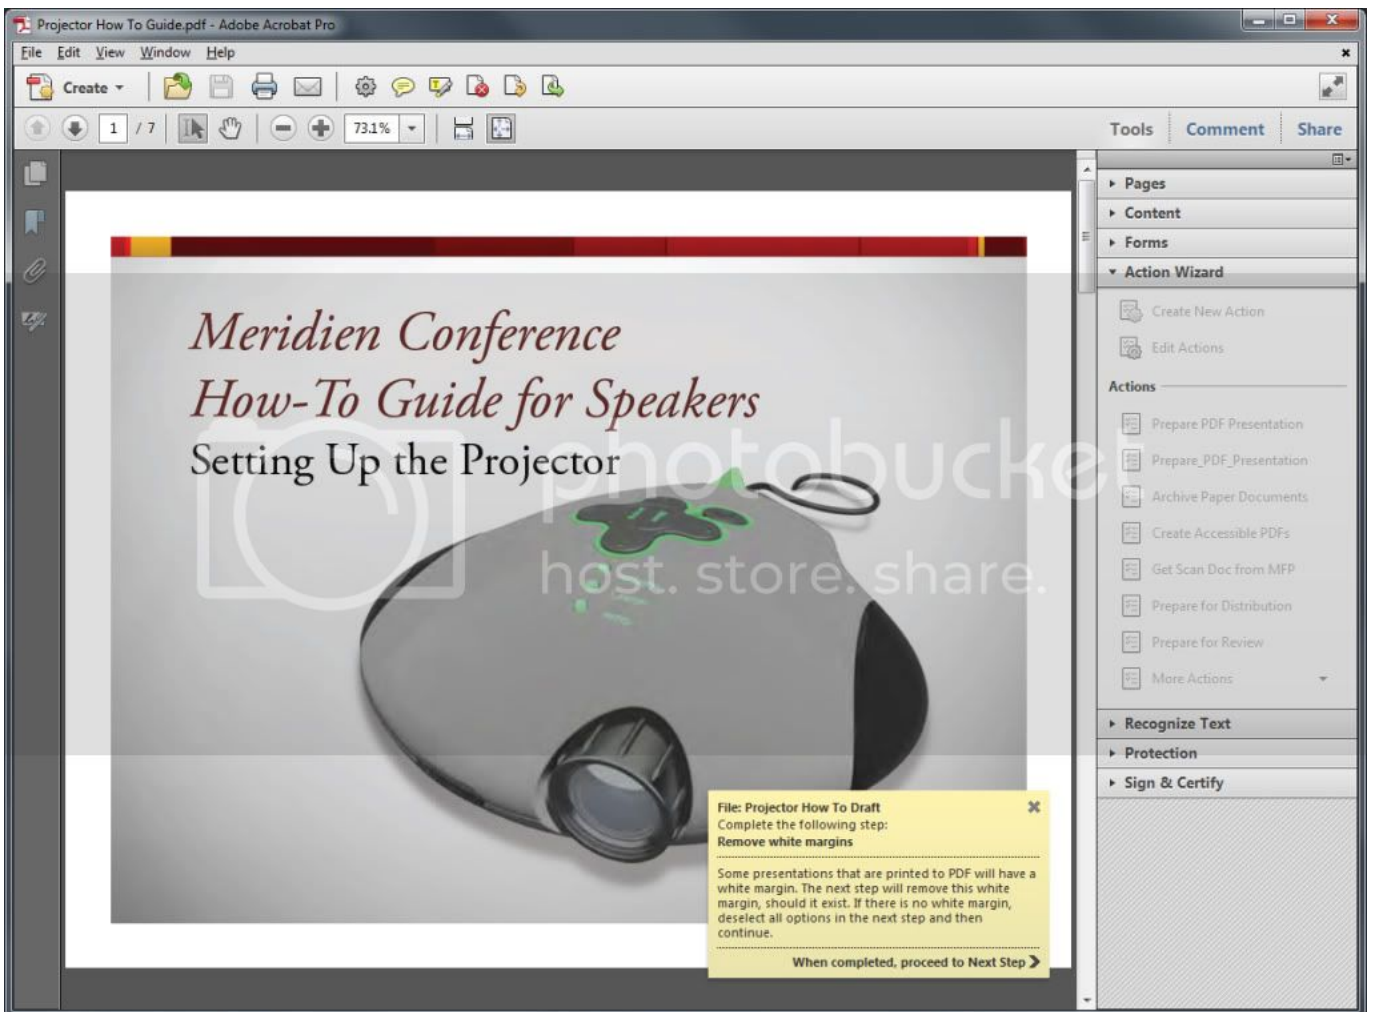 Projector How To Guide.pdf - Adobe Acrobat Pro
File Edit View Window Help
Create
1 / 7 73.1% Tools Comment Share
Pages
Content
Forms
Action Wizard
Create New Action
Edit Actions
Actions
Prepare PDF Presentation
Prepare_PDF_Presentation
Archive Paper Documents
Create Accessible PDFs
Get Scan Doc from MFP
Prepare for Distribution
Prepare for Review
More Actions
Recognize Text
Protection
Sign & Certify
Meridien Conference
How-To Guide for Speakers
Setting Up the Projector
photobucket
host. store. share.
File: Projector How To Draft
Complete the following step:
Remove white margins
Some presentations that are printed to PDF will have a
white margin. The next step will remove this white
margin, should it exist. If there is no white margin,
deselect all options in the next step and then
continue.
When completed, proceed to Next Step